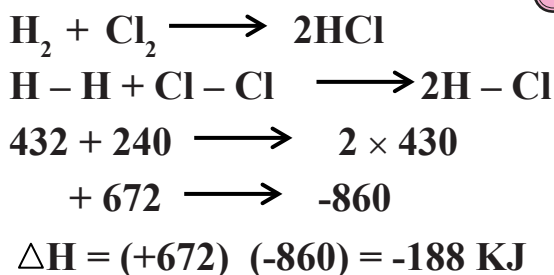 H₂ + Cl₂ ⟶ 2HCl
H – H + Cl – Cl ⟶ 2H – Cl
432 + 240 ⟶ 2 × 430
+ 672 ⟶ -860
△H = (+672) (-860) = -188 KJ